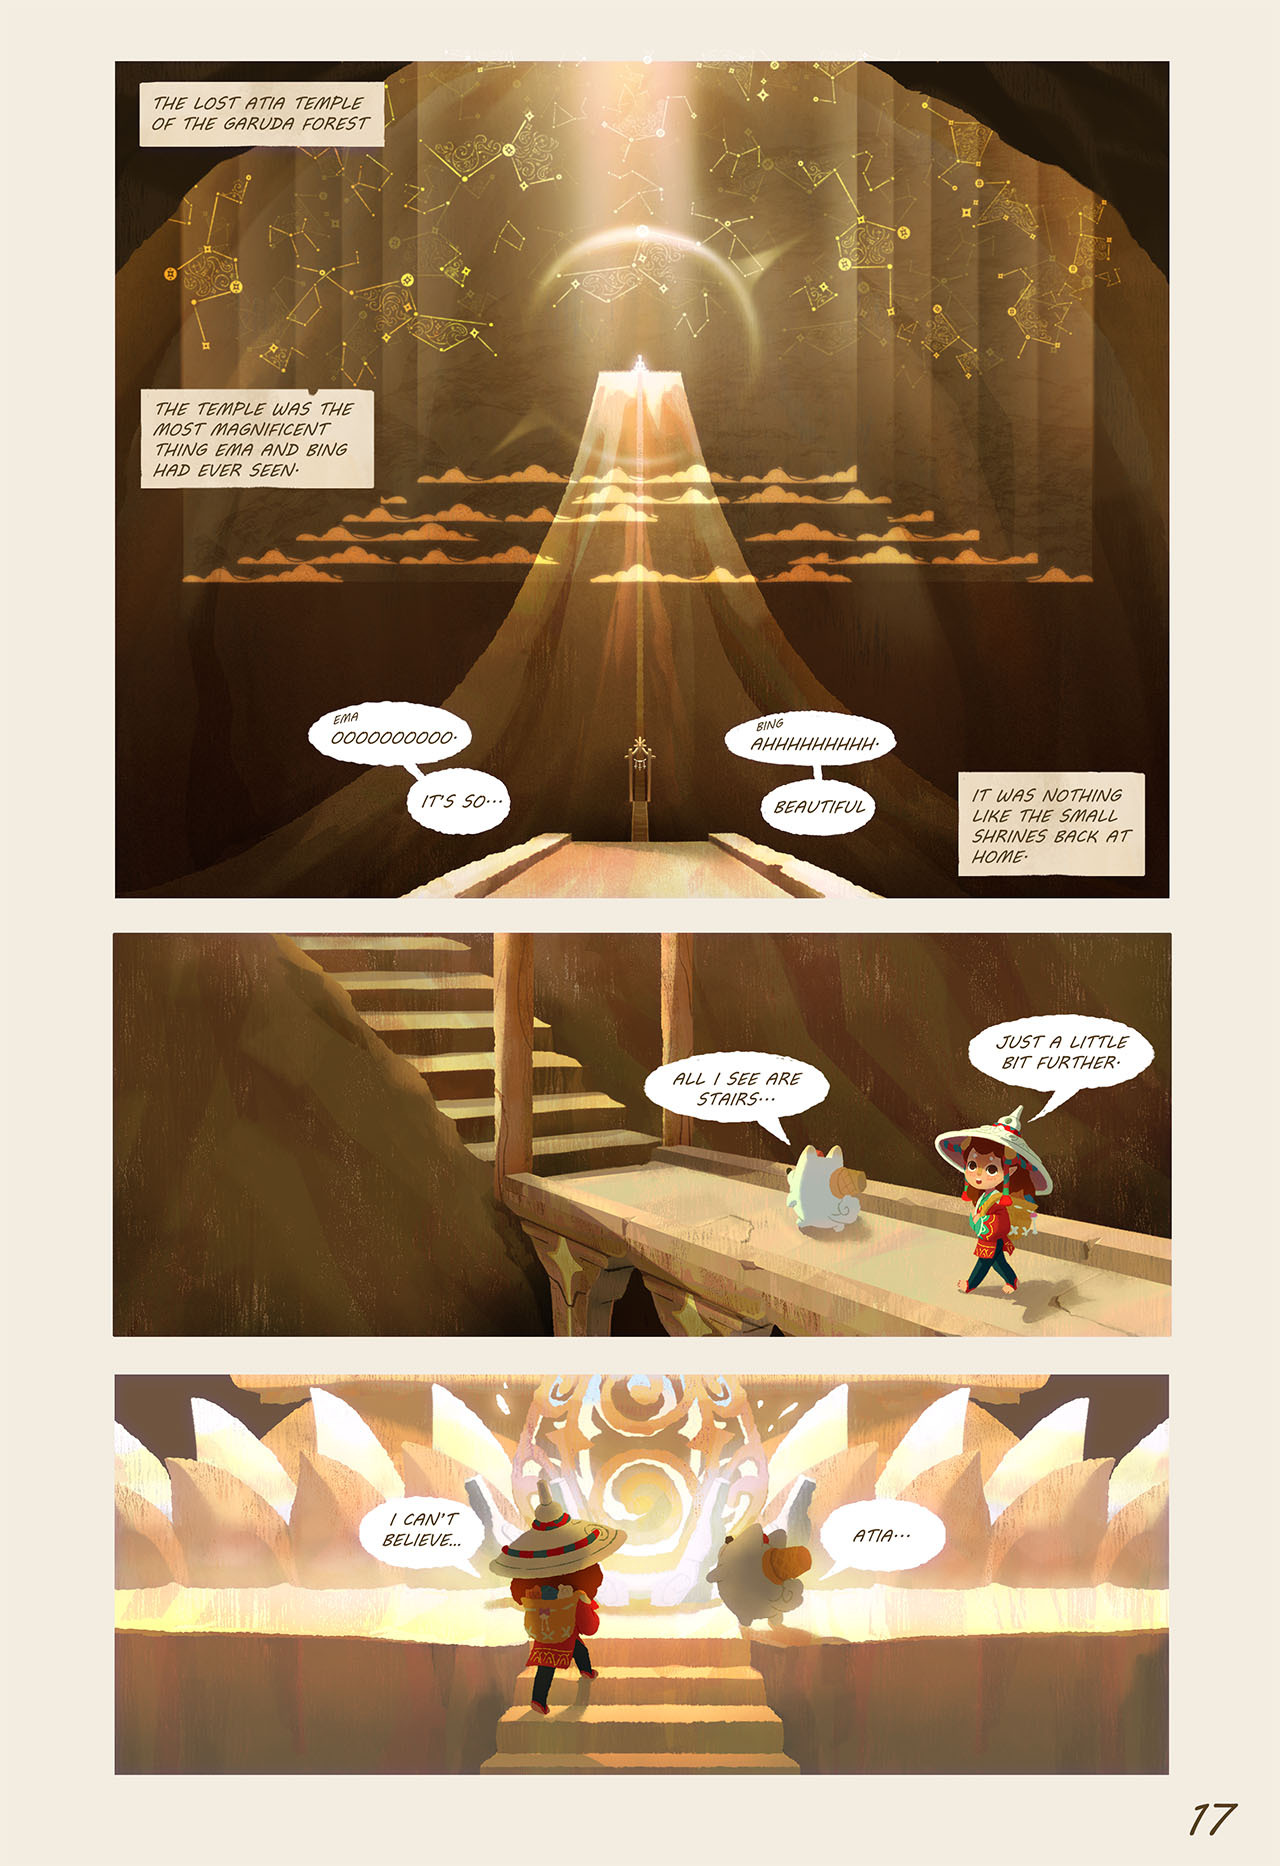 THE LOST ATIA TEMPLE
OF THE GARUDA FOREST
THE TEMPLE WAS THE
MOST MAGNIFICENT
THING EMA AND BING
HAD EVER SEEN.
EMA
OOOOOOOOOO.
IT'S SO...
BING
AHHHHHHHHH.
BEAUTIFUL
IT WAS NOTHING
LIKE THE SMALL
SHRINES BACK AT
HOME.
ALL I SEE ARE
STAIRS...
JUST A LITTLE
BIT FURTHER.
I CAN'T
BELIEVE...
ATIA...
17